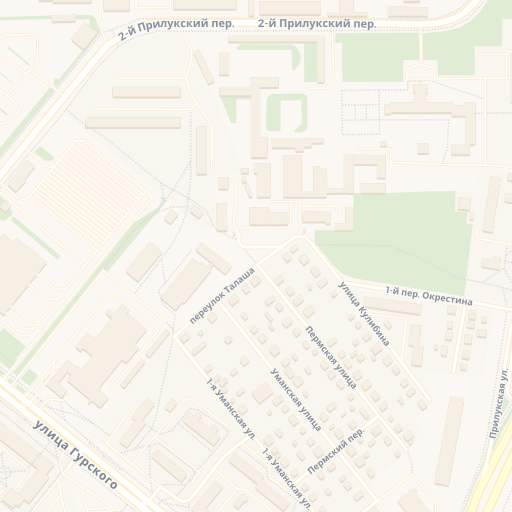 2-й Прилукский пер.
2-й Прилукский пер.
переулок Талаша
1-й пер. Окрестина
улица Кулибина
Пермская улица
Уманская улица
1-я Уманская ул.
Прилукская ул.
Пермский пер.
1-я Уманская ул.
улица Гурского